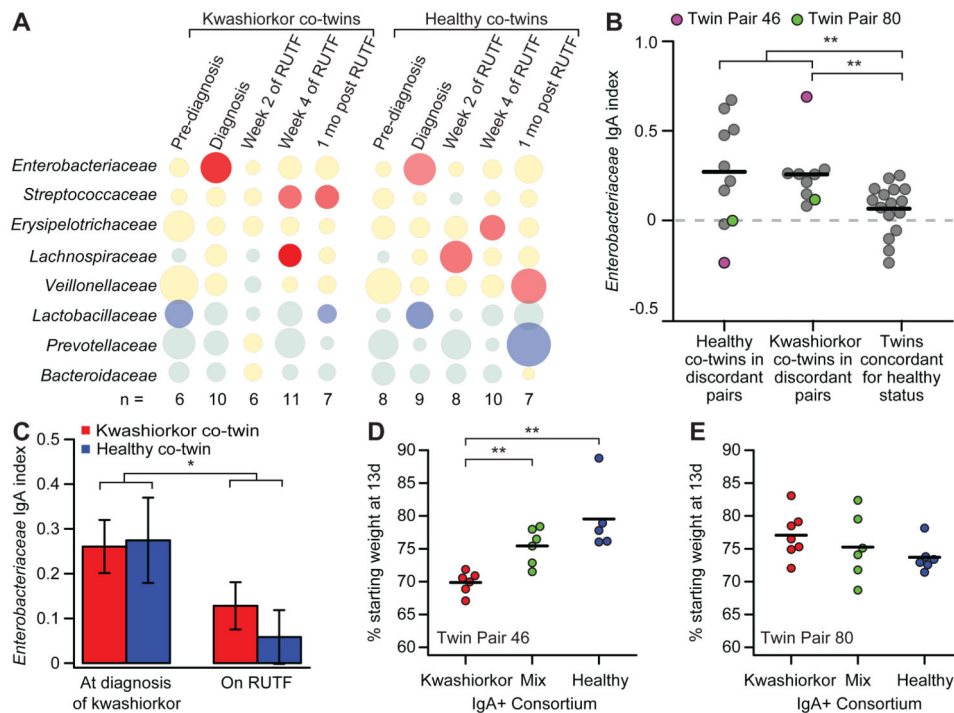 A
Kwashiorkor co-twins
Healthy co-twins
Pre-diagnosis
Diagnosis
Week 2 of RUTF
Week 4 of RUTF
1 mo post RUTF
Pre-diagnosis
Diagnosis
Week 2 of RUTF
Week 4 of RUTF
1 mo post RUTF
Enterobacteriaceae
Streptococcaceae
Erysipelotrichaceae
Lachnospiraceae
Veillonellaceae
Lactobacillaceae
Prevotellaceae
Bacteroidaceae
n = 6 10 6 11 7 8 9 8 10 7
B
Twin Pair 46 Twin Pair 80
**
**
Enterobacteriaceae IgA index
1.0
0.5
0
-0.5
Healthy co-twins in discordant pairs
Kwashiorkor co-twins in discordant pairs
Twins concordant for healthy status
C
Kwashiorkor co-twin
Healthy co-twin
*
Enterobacteriaceae IgA index
0.5
0.4
0.3
0.2
0.1
0
At diagnosis of kwashiorkor
On RUTF
D
**
**
% starting weight at 13d
90
85
80
75
70
65
60
Twin Pair 46
Kwashiorkor Mix Healthy
IgA+ Consortium
E
% starting weight at 13d
90
85
80
75
70
65
60
Twin Pair 80
Kwashiorkor Mix Healthy
IgA+ Consortium